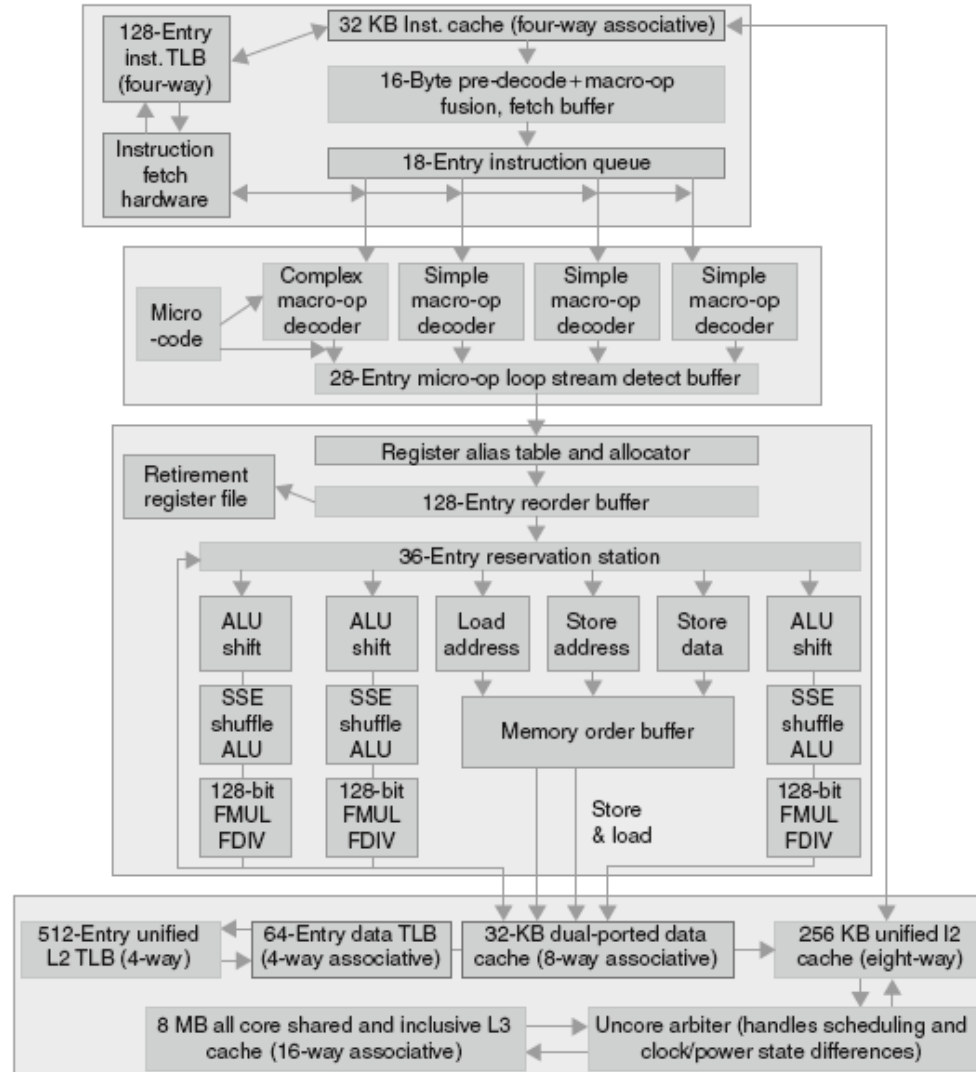 128-Entry
inst. TLB
(four-way)
32 KB Inst. cache (four-way associative)
16-Byte pre-decode+macro-op
fusion, fetch buffer
Instruction
fetch
hardware
18-Entry instruction queue
Micro
-code
Complex
macro-op
decoder
Simple
macro-op
decoder
Simple
macro-op
decoder
Simple
macro-op
decoder
28-Entry micro-op loop stream detect buffer
Register alias table and allocator
Retirement
register file
128-Entry reorder buffer
36-Entry reservation station
ALU
shift
ALU
shift
Load
address
Store
address
Store
data
ALU
shift
SSE
shuffle
ALU
SSE
shuffle
ALU
Memory order buffer
SSE
shuffle
ALU
128-bit
FMUL
FDIV
128-bit
FMUL
FDIV
Store
& load
128-bit
FMUL
FDIV
512-Entry unified
L2 TLB (4-way)
64-Entry data TLB
(4-way associative)
32-KB dual-ported data
cache (8-way associative)
256 KB unified l2
cache (eight-way)
8 MB all core shared and inclusive L3
cache (16-way associative)
Uncore arbiter (handles scheduling and
clock/power state differences)